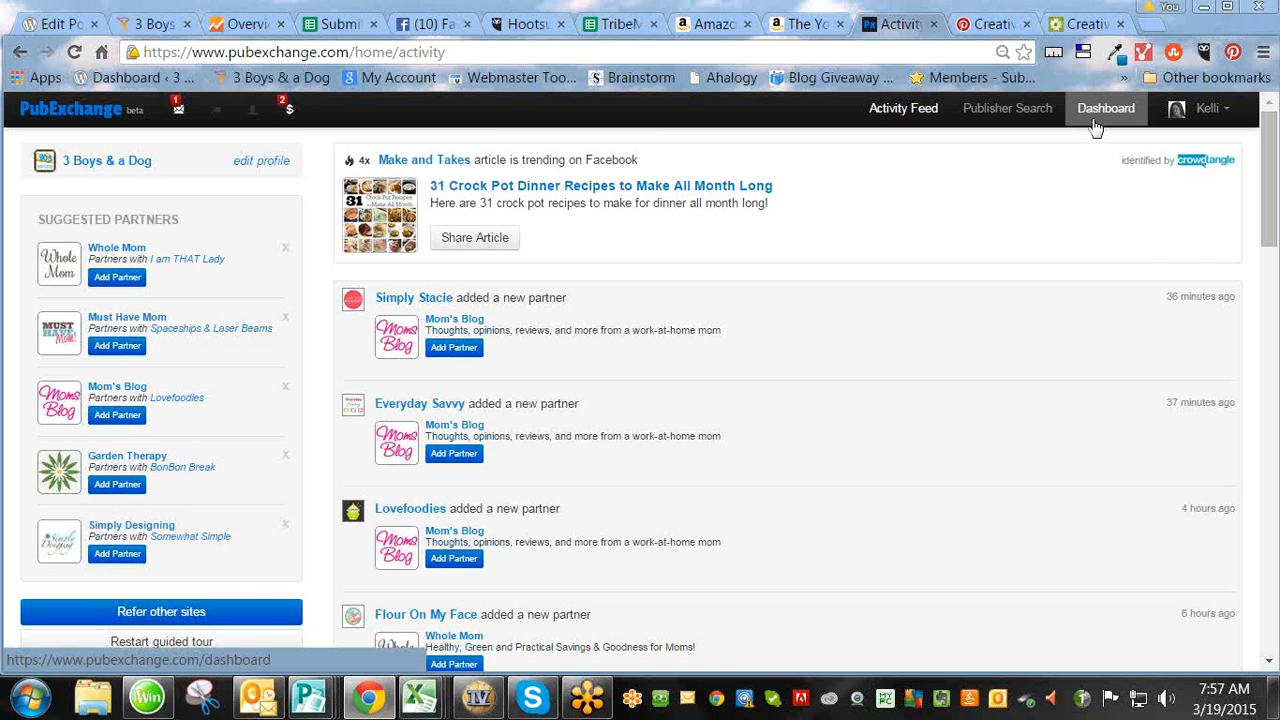 You
Edit Po
3 Boys
Overvi
Submi
(10) Fa
Hootsu
TribeM
Amazo
The Yo
Activity
Creativ
Creativ
https://www.pubexchange.com/home/activity
Apps
Dashboard ‹ 3 ...
3 Boys & a Dog
My Account
Webmaster Too...
Brainstorm
Analogy
Blog Giveaway ...
Members - Sub...
»
Other bookmarks
PubExchange beta
1
2
Activity Feed
Publisher Search
Dashboard
Kelli
3 Boys & a Dog
edit profile
4x Make and Takes article is trending on Facebook
identified by crowdtangle
31 Crock Pot Dinner Recipes to Make All Month Long
Here are 31 crock pot recipes to make for dinner all month long!
Share Article
SUGGESTED PARTNERS
Whole Mom
Partners with I am THAT Lady
Add Partner
x
Must Have Mom
Partners with Spaceships & Laser Beams
Add Partner
x
Mom's Blog
Partners with Lovefoodies
Add Partner
x
Garden Therapy
Partners with BonBon Break
Add Partner
x
Simply Designing
Partners with Somewhat Simple
Add Partner
x
Refer other sites
Restart guided tour
Simply Stacie added a new partner
36 minutes ago
Mom's Blog
Thoughts, opinions, reviews, and more from a work-at-home mom
Add Partner
Everyday Savvy added a new partner
37 minutes ago
Mom's Blog
Thoughts, opinions, reviews, and more from a work-at-home mom
Add Partner
Lovefoodies added a new partner
4 hours ago
Mom's Blog
Thoughts, opinions, reviews, and more from a work-at-home mom
Add Partner
Flour On My Face added a new partner
6 hours ago
Whole Mom
Healthy, Green and Practical Savings & Goodness for Moms!
Add Partner
https://www.pubexchange.com/dashboard
7:57 AM
3/19/2015